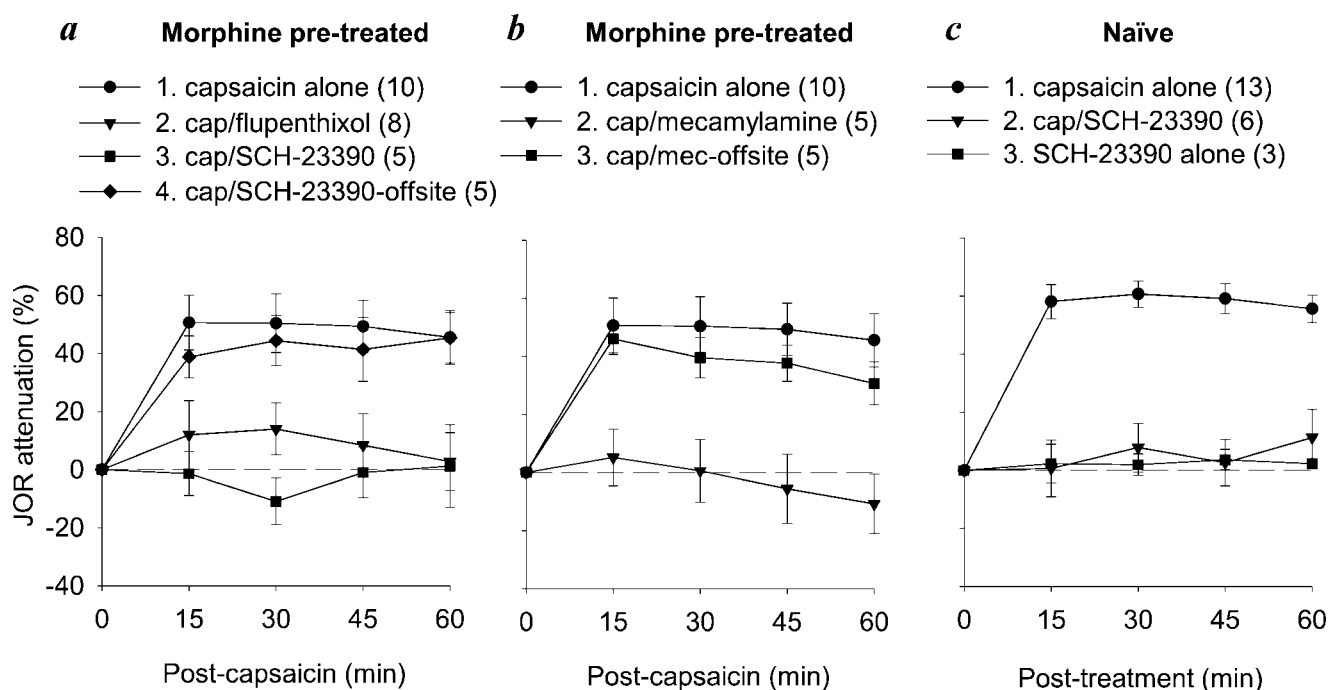 a Morphine pre-treated
1. capsaicin alone (10)
2. cap/flupenthixol (8)
3. cap/SCH-23390 (5)
4. cap/SCH-23390-offsite (5)
b Morphine pre-treated
1. capsaicin alone (10)
2. cap/mecamylamine (5)
3. cap/mec-offsite (5)
c Naïve
1. capsaicin alone (13)
2. cap/SCH-23390 (6)
3. SCH-23390 alone (3)
JOR attenuation (%)
80
60
40
20
0
-20
-40
0 15 30 45 60
Post-capsaicin (min)
0 15 30 45 60
Post-capsaicin (min)
0 15 30 45 60
Post-treatment (min)